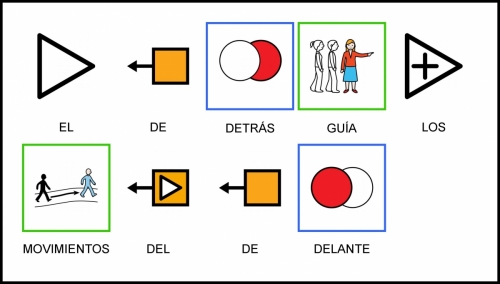 EL DE DETRÁS GUÍA LOS
MOVIMIENTOS DEL DE DELANTE